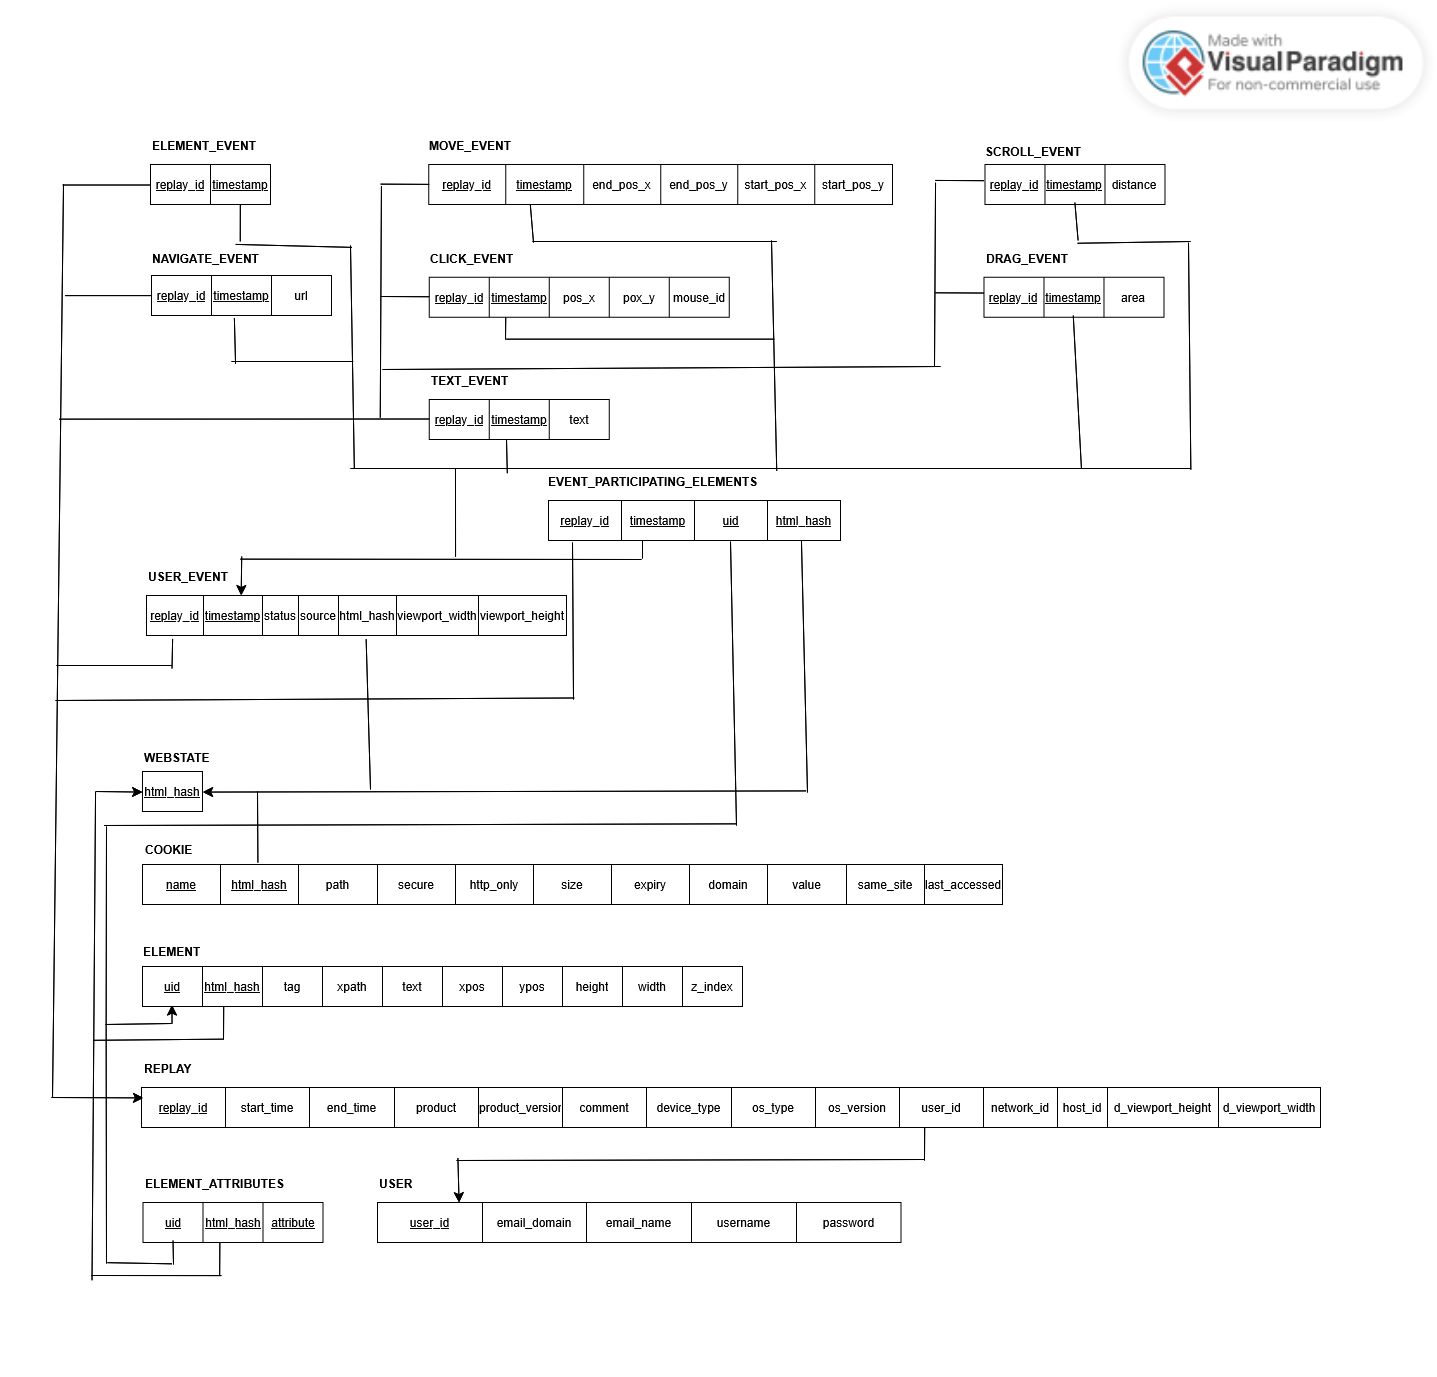 Made with
Visual Paradigm
For non-commercial use
ELEMENT_EVENT
replay_id timestamp
MOVE_EVENT
replay_id timestamp end_pos_x end_pos_y start_pos_x start_pos_y
SCROLL_EVENT
replay_id timestamp distance
NAVIGATE_EVENT
replay_id timestamp url
CLICK_EVENT
replay_id timestamp pos_x pox_y mouse_id
DRAG_EVENT
replay_id timestamp area
TEXT_EVENT
replay_id timestamp text
EVENT_PARTICIPATING_ELEMENTS
replay_id timestamp uid html_hash
USER_EVENT
replay_id timestamp status source html_hash viewport_width viewport_height
WEBSTATE
html_hash
COOKIE
name html_hash path secure http_only size expiry domain value same_site last_accessed
ELEMENT
uid html_hash tag xpath text xpos ypos height width z_index
REPLAY
replay_id start_time end_time product product_version comment device_type os_type os_version user_id network_id host_id d_viewport_height d_viewport_width
ELEMENT_ATTRIBUTES
uid html_hash attribute
USER
user_id email_domain email_name username password